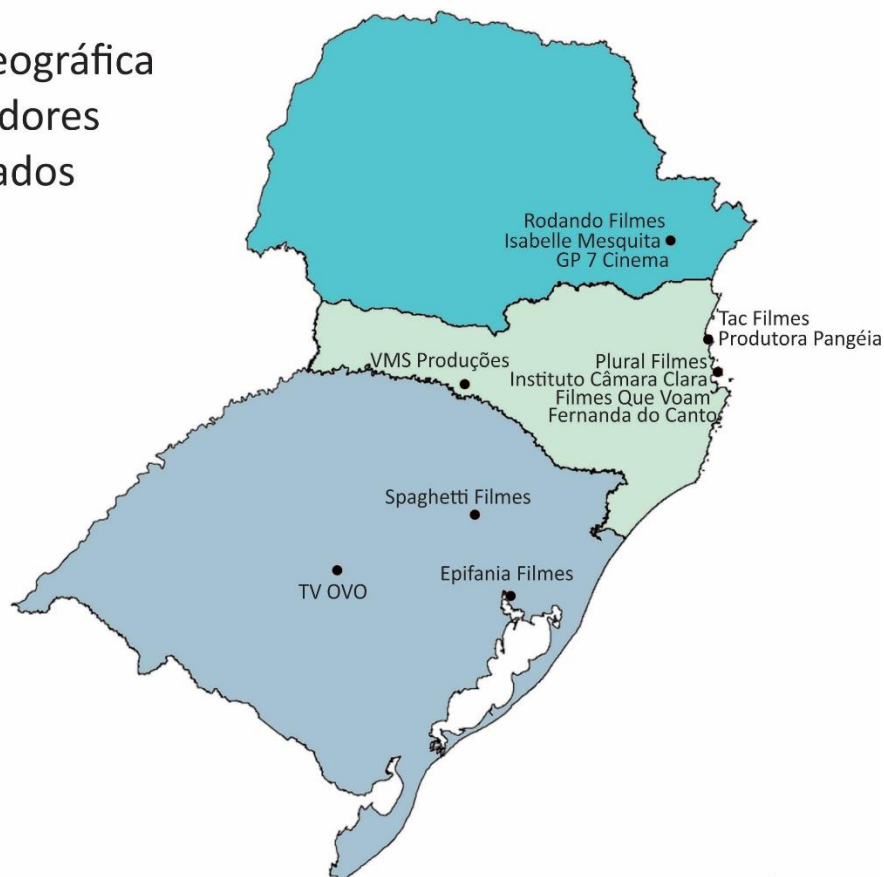 eográfica
dores
ados
Rodando Filmes
Isabelle Mesquita
GP 7 Cinema
Tac Filmes
Produtora Pangéia
VMS Produções
Plural Filmes
Instituto Câmara Clara
Filmes Que Voam
Fernanda do Canto
Spaghetti Filmes
TV OVO
Epifania Filmes